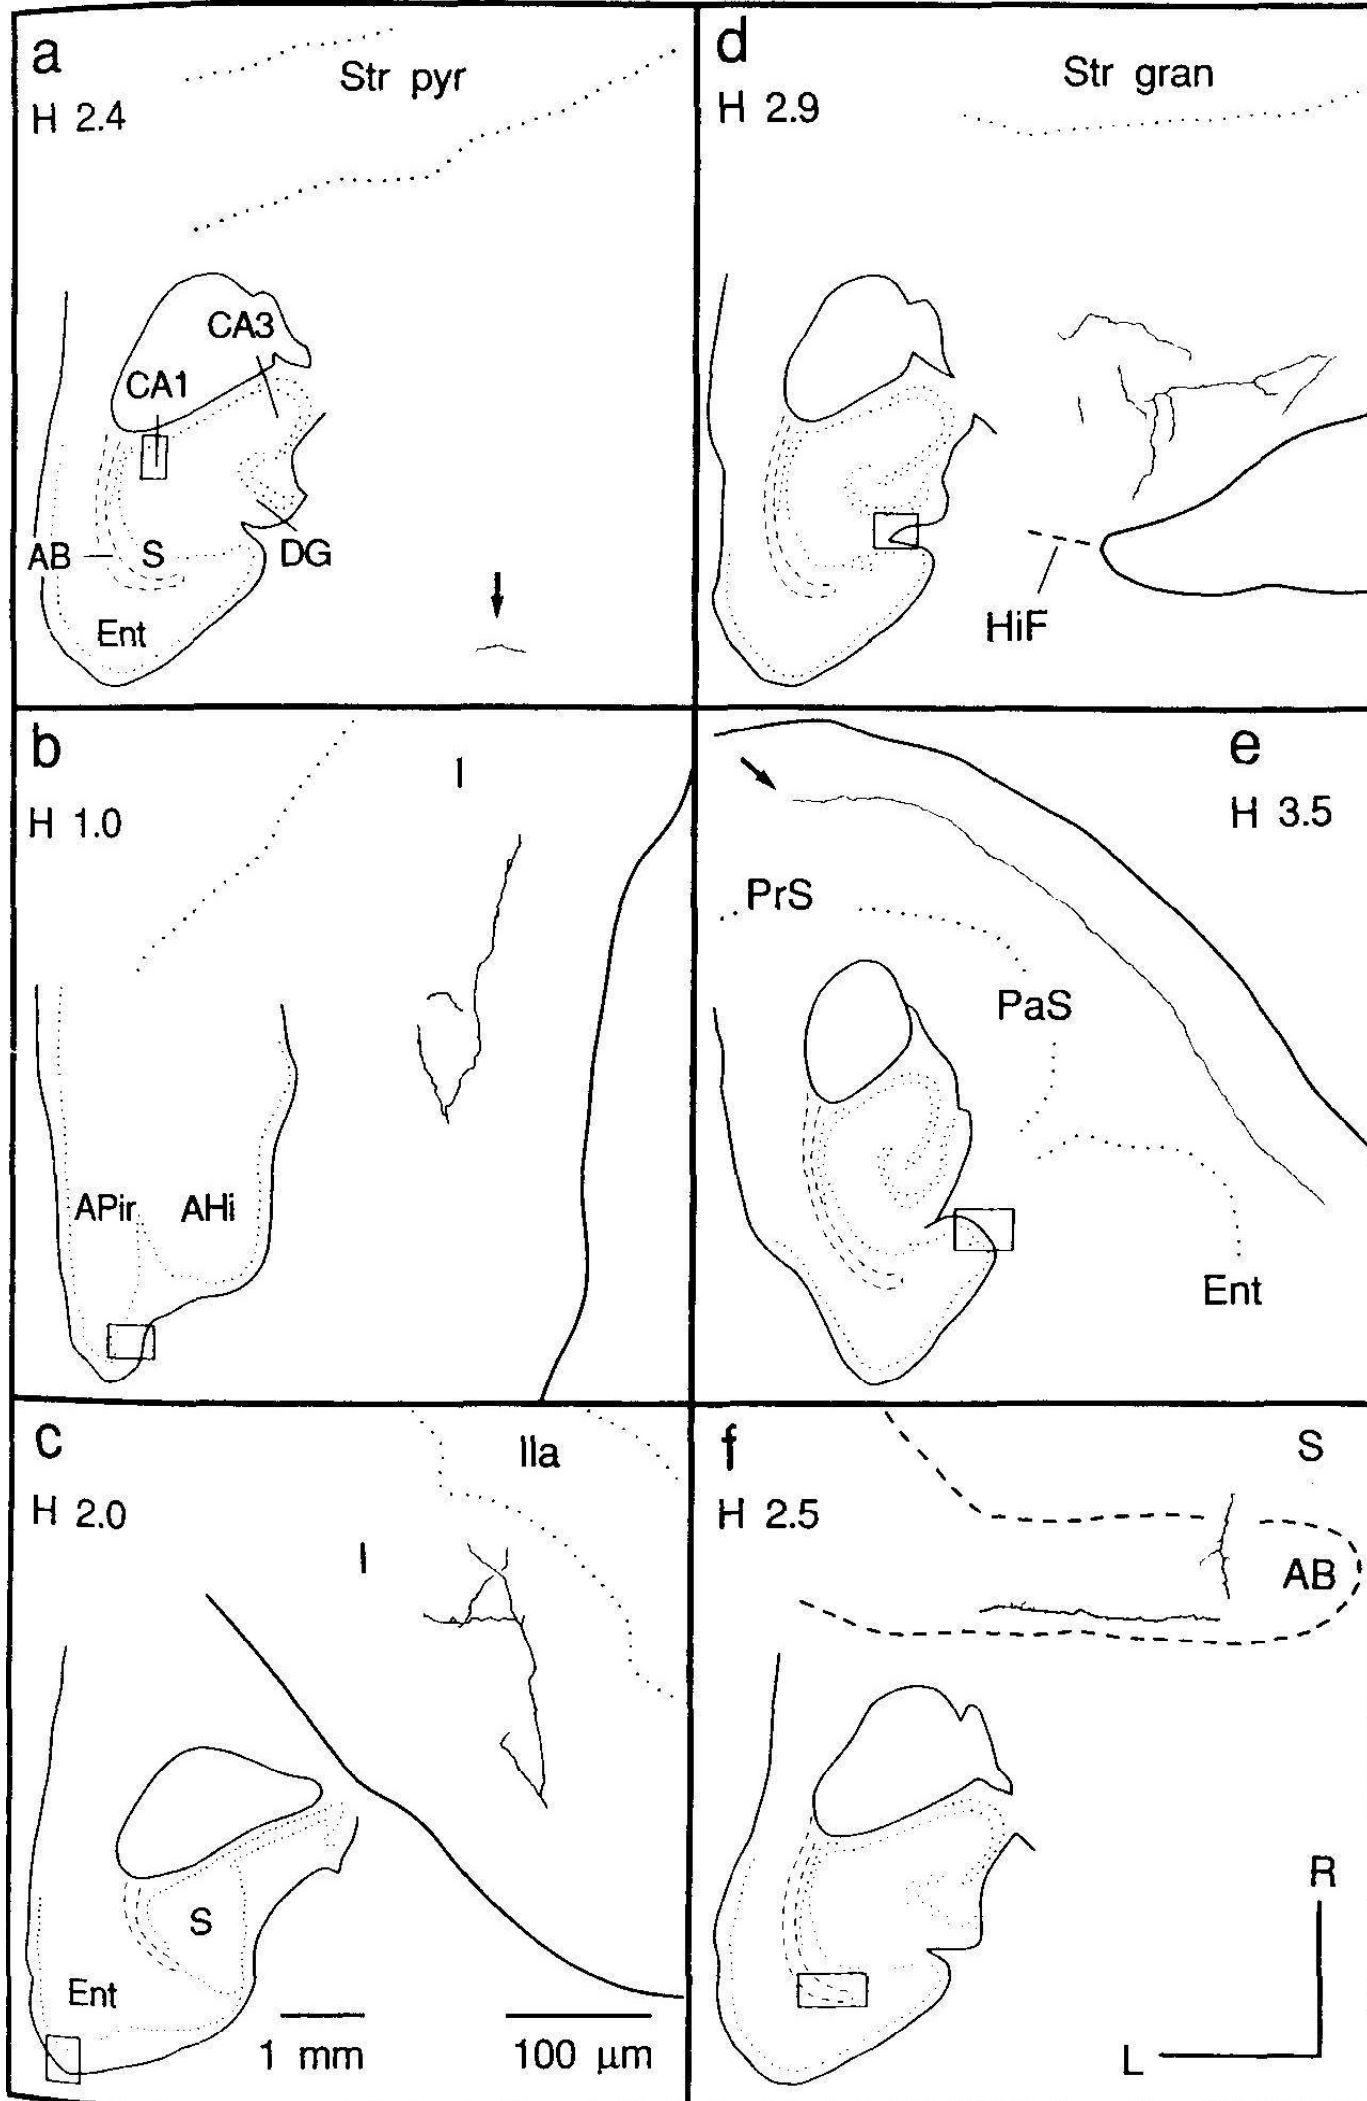 a
H 2.4
Str pyr
CA3
CA1
AB
S
DG
Ent
d
H 2.9
Str gran
HiF
b
H 1.0
I
APir
AHi
e
H 3.5
PrS
PaS
Ent
c
H 2.0
IIa
I
S
Ent
1 mm
100 µm
f
H 2.5
S
AB
R
L